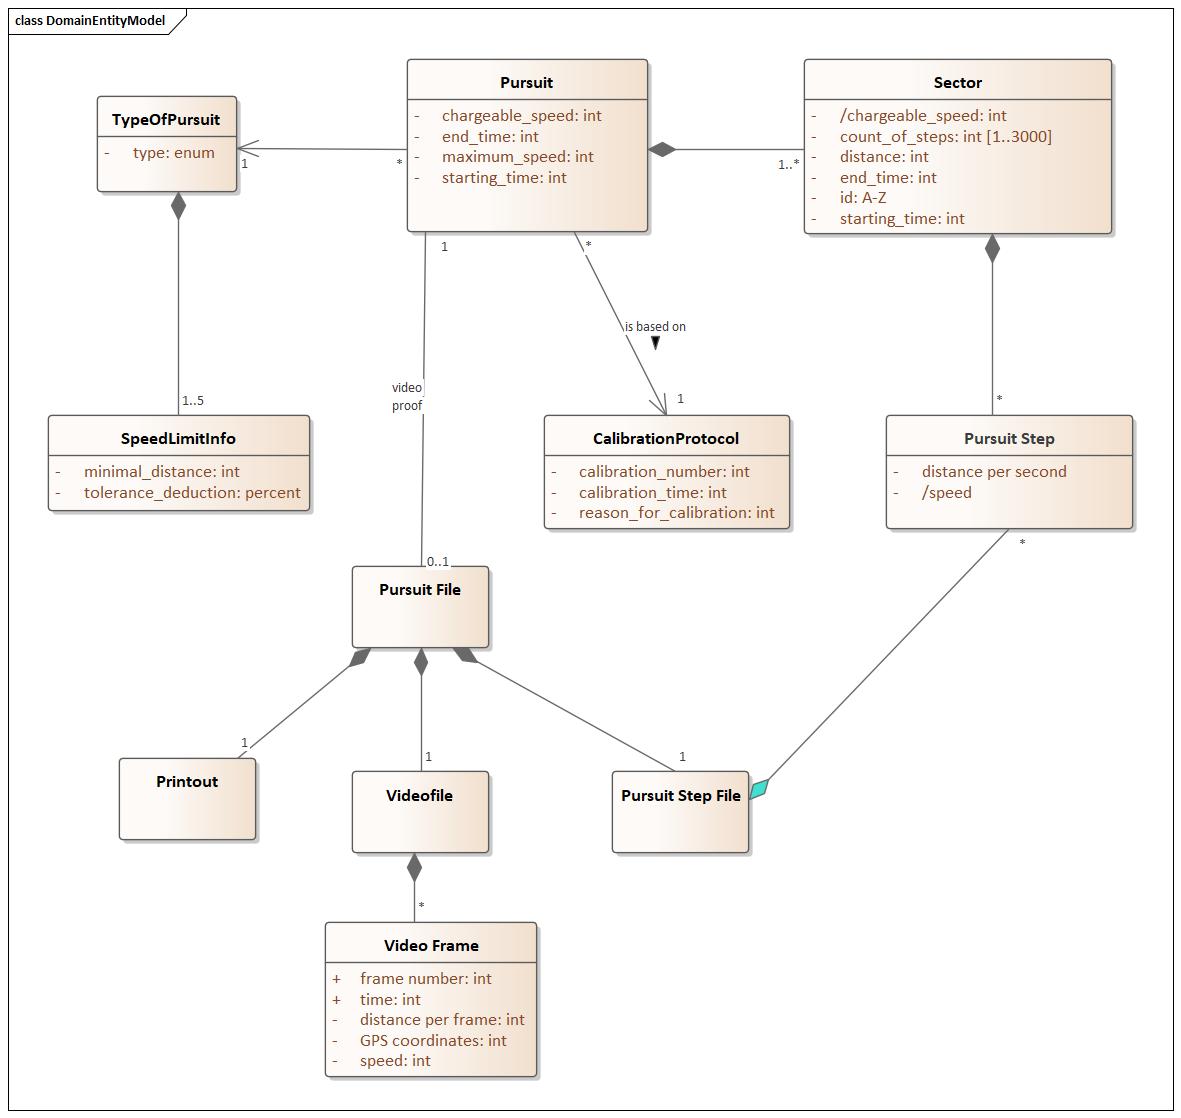 class DomainEntityModel
Pursuit
- chargeable_speed: int
- end_time: int
- maximum_speed: int
- starting_time: int
Sector
- /chargeable_speed: int
- count_of_steps: int [1..3000]
- distance: int
- end_time: int
- id: A-Z
- starting_time: int
TypeOfPursuit
- type: enum
1
*
1..*
1
*
is based on
video
proof
1
1..5
*
SpeedLimitInfo
- minimal_distance: int
- tolerance_deduction: percent
CalibrationProtocol
- calibration_number: int
- calibration_time: int
- reason_for_calibration: int
Pursuit Step
- distance per second
- /speed
*
0..1
Pursuit File
1
1
1
Printout
Videofile
Pursuit Step File
*
Video Frame
+ frame number: int
+ time: int
- distance per frame: int
- GPS coordinates: int
- speed: int